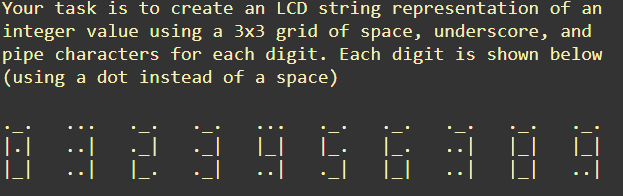 Your task is to create an LCD string representation of an
integer value using a 3x3 grid of space, underscore, and
pipe characters for each digit. Each digit is shown below
(using a dot instead of a space)
._.   ...   ._.   ._.   ...   ._.   ._.   ._.   ._.   ._.
|.|   ..|   ._|   ._|   |_|   |_.   |_.   ..|   |_|   |_|
|_|   ..|   |_.   ._|   ..|   ._|   |_|   ..|   |_|   ..|